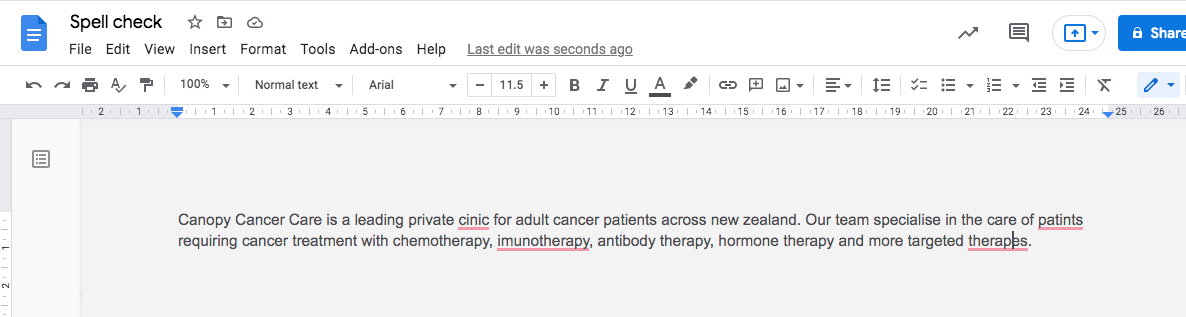 Spell check
File Edit View Insert Format Tools Add-ons Help Last edit was seconds ago
Share
100% Normal text Arial − 11.5 + B I U A
2 1 1 2 3 4 5 6 7 8 9 10 11 12 13 14 15 16 17 18 19 20 21 22 23 24 25 26
Canopy Cancer Care is a leading private cinic for adult cancer patients across new zealand. Our team specialise in the care of patints
requiring cancer treatment with chemotherapy, imunotherapy, antibody therapy, hormone therapy and more targeted therapes.
1
2